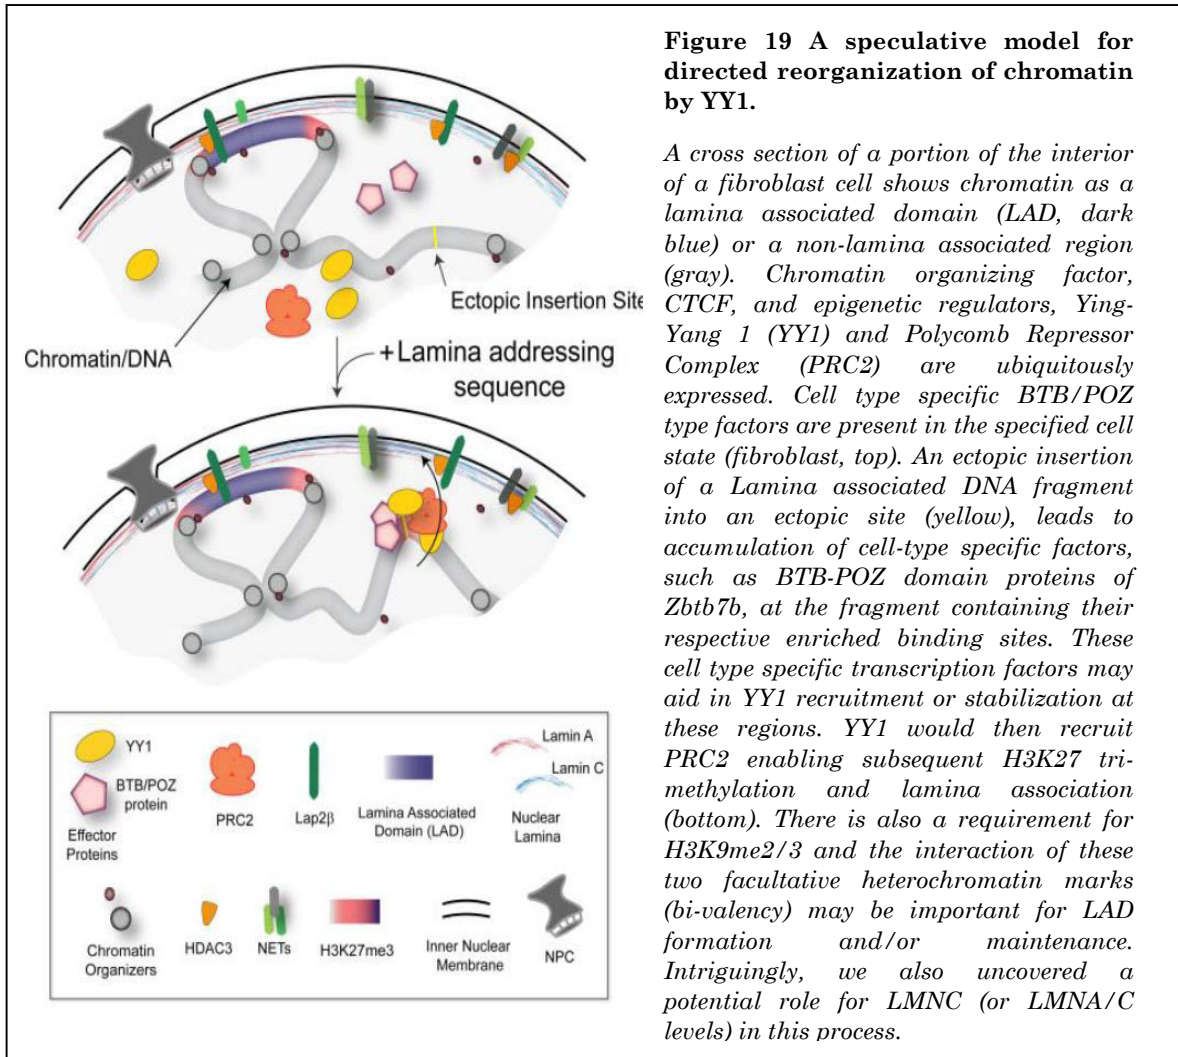 Figure 19 A speculative model for
directed reorganization of chromatin
by YY1.
A cross section of a portion of the interior
of a fibroblast cell shows chromatin as a
lamina associated domain (LAD, dark
blue) or a non-lamina associated region
(gray). Chromatin organizing factor,
CTCF, and epigenetic regulators, Ying-
Yang 1 (YY1) and Polycomb Repressor
Complex (PRC2) are ubiquitously
expressed. Cell type specific BTB/POZ
type factors are present in the specified cell
state (fibroblast, top). An ectopic insertion
of a Lamina associated DNA fragment
into an ectopic site (yellow), leads to
accumulation of cell-type specific factors,
such as BTB-POZ domain proteins of
Zbtb7b, at the fragment containing their
respective enriched binding sites. These
cell type specific transcription factors may
aid in YY1 recruitment or stabilization at
these regions. YY1 would then recruit
PRC2 enabling subsequent H3K27 tri-
methylation and lamina association
(bottom). There is also a requirement for
H3K9me2/3 and the interaction of these
two facultative heterochromatin marks
(bi-valency) may be important for LAD
formation and/or maintenance.
Intriguingly, we also uncovered a
potential role for LMNC (or LMNA/C
levels) in this process.
Ectopic Insertion Site
Chromatin/DNA
+Lamina addressing
sequence
YY1
BTB/POZ
protein
Effector
Proteins
PRC2
Lap2β
Lamina Associated
Domain (LAD)
Lamin A
Lamin C
Nuclear
Lamina
Chromatin
Organizers
HDAC3
NETs
H3K27me3
Inner Nuclear
Membrane
NPC